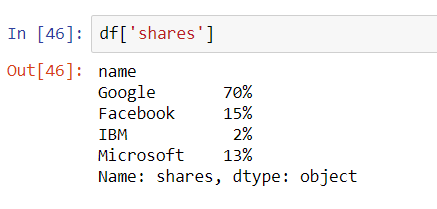 In [46]: df['shares']
Out[46]: name
Google 70%
Facebook 15%
IBM 2%
Microsoft 13%
Name: shares, dtype: object